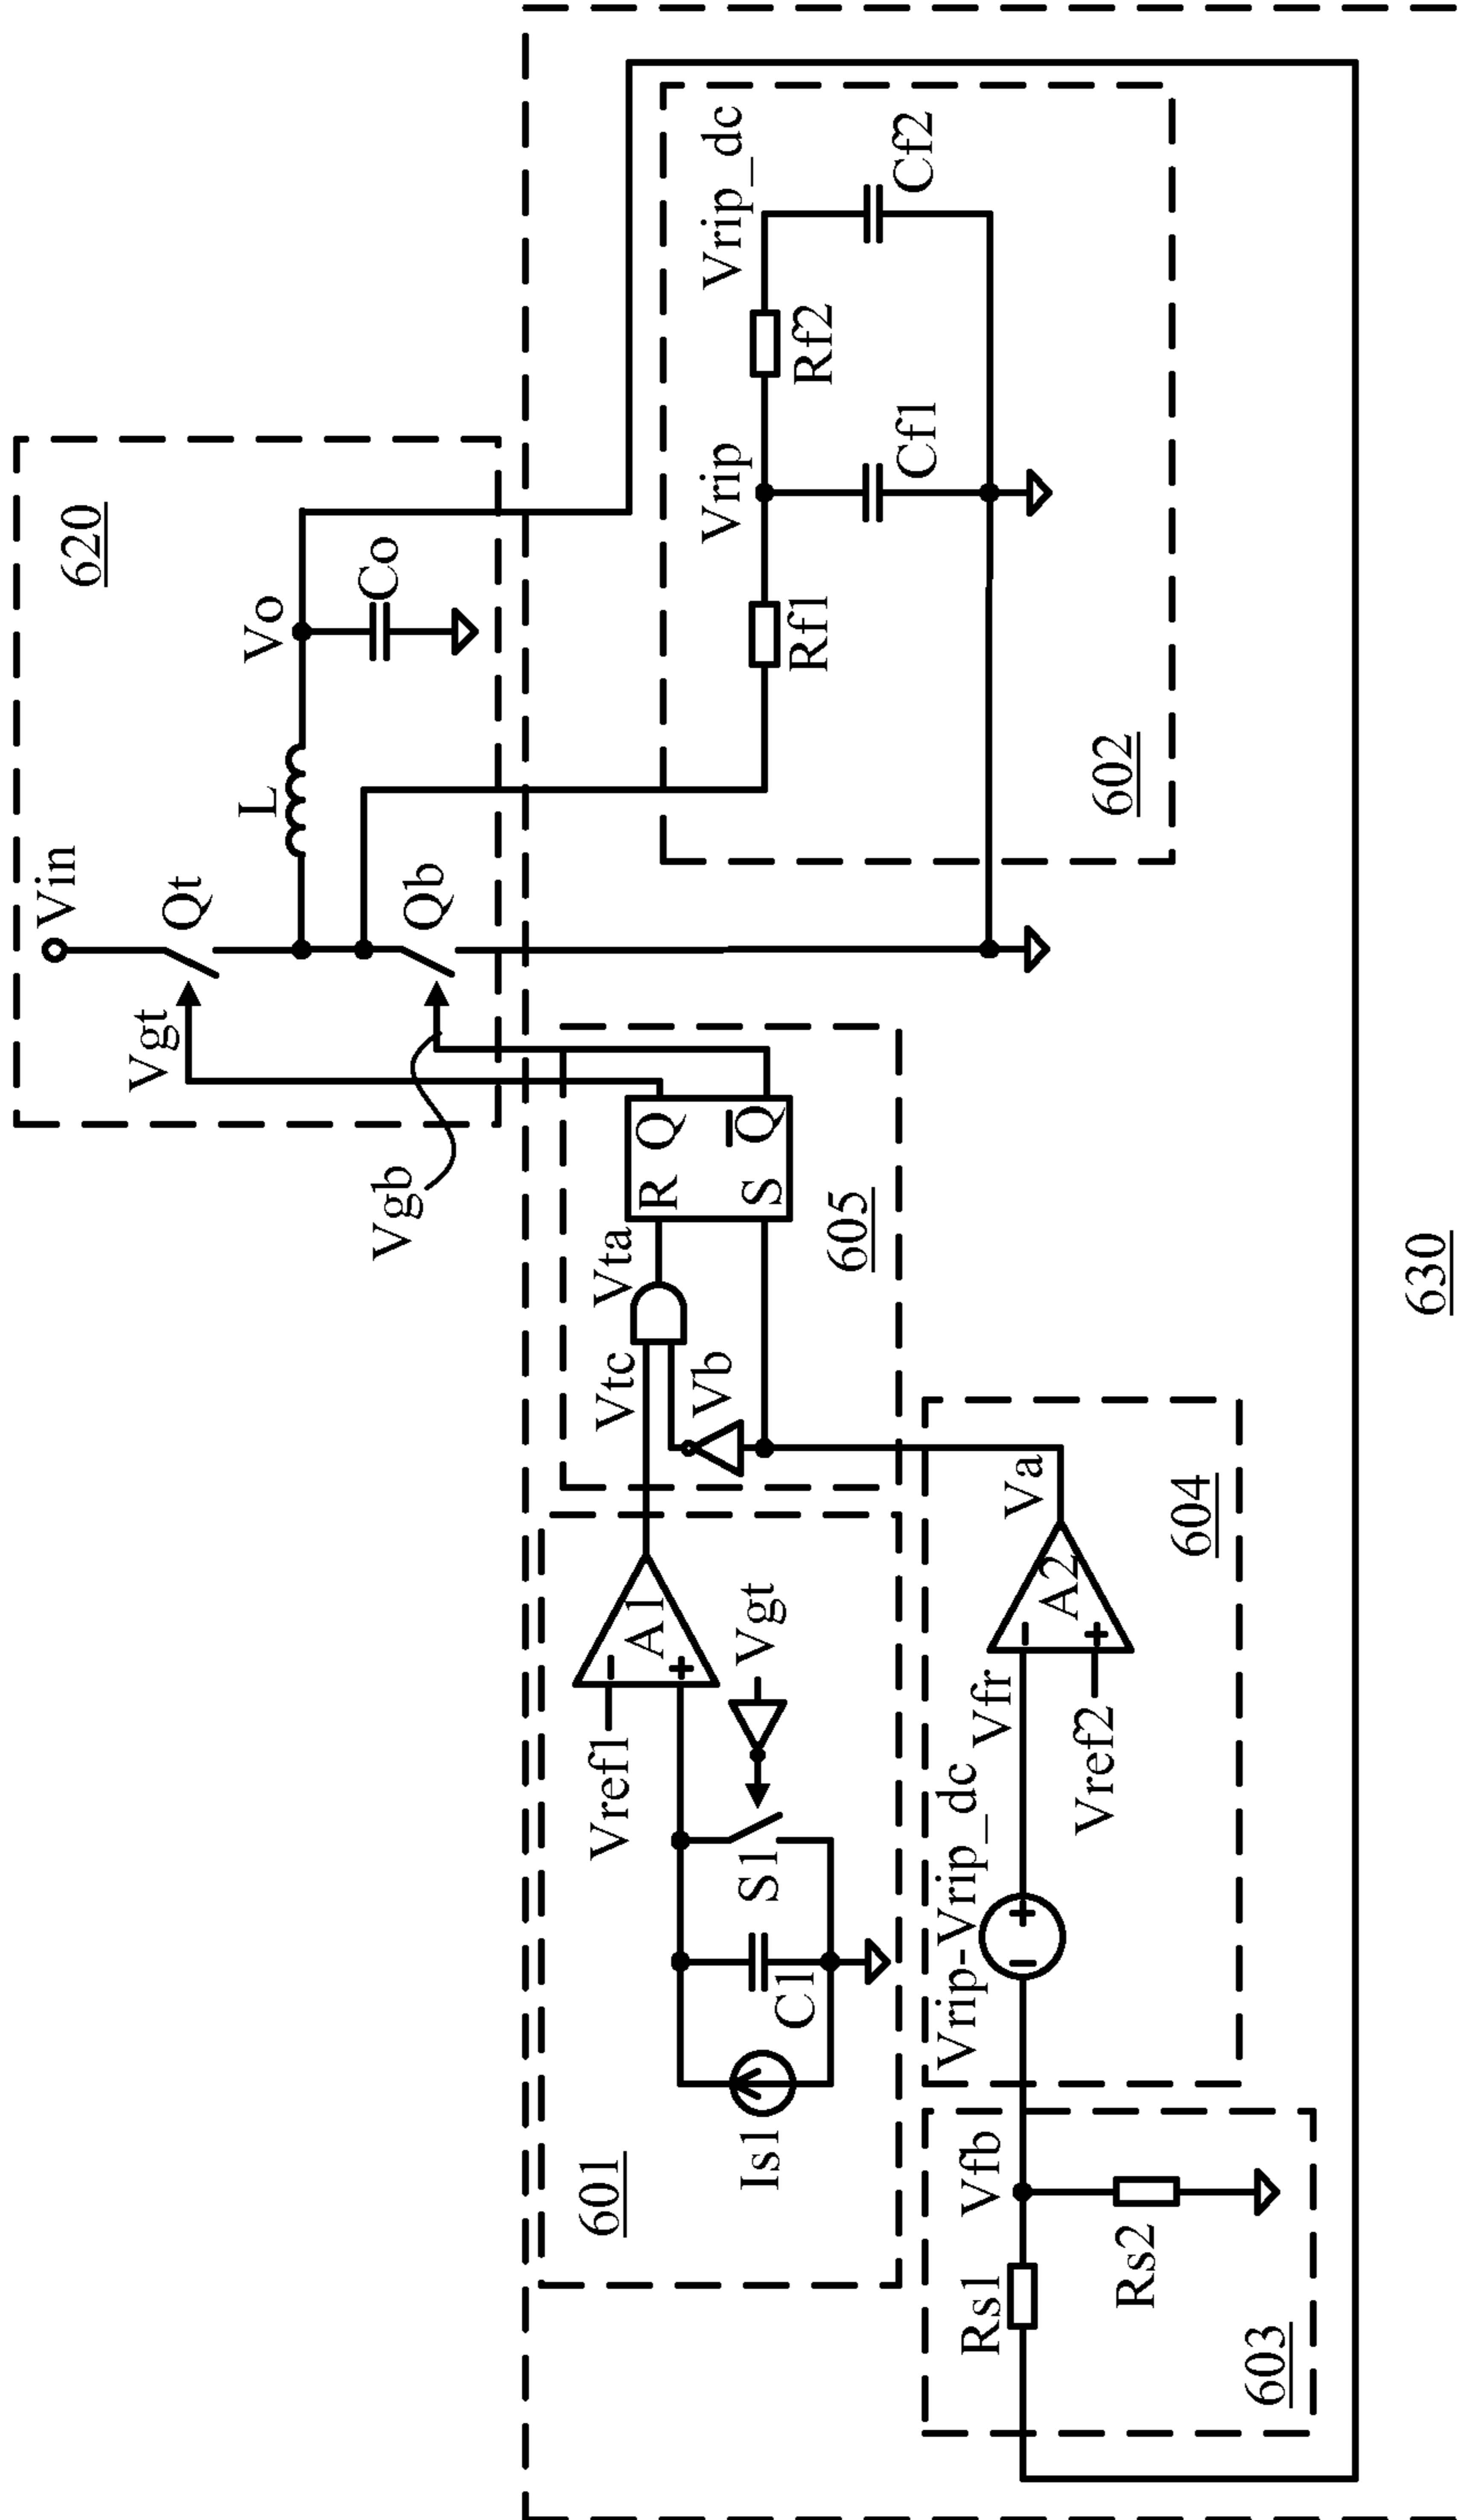 620
Vin
Qt
Vgt
L
Vo
Co
Qb
Vgb
601
Is1
C1
S1
Vgt
Vref1
A1
Vtc
Vb
Vta
R Q
S Q
605
Vrip
Vrip_dc
Rf1
Rf2
Cf1
Cf2
602
Rs1
Vfb
Rs2
603
Vrip-Vrip_dc
Vfr
Vref2
A2
Va
604
630